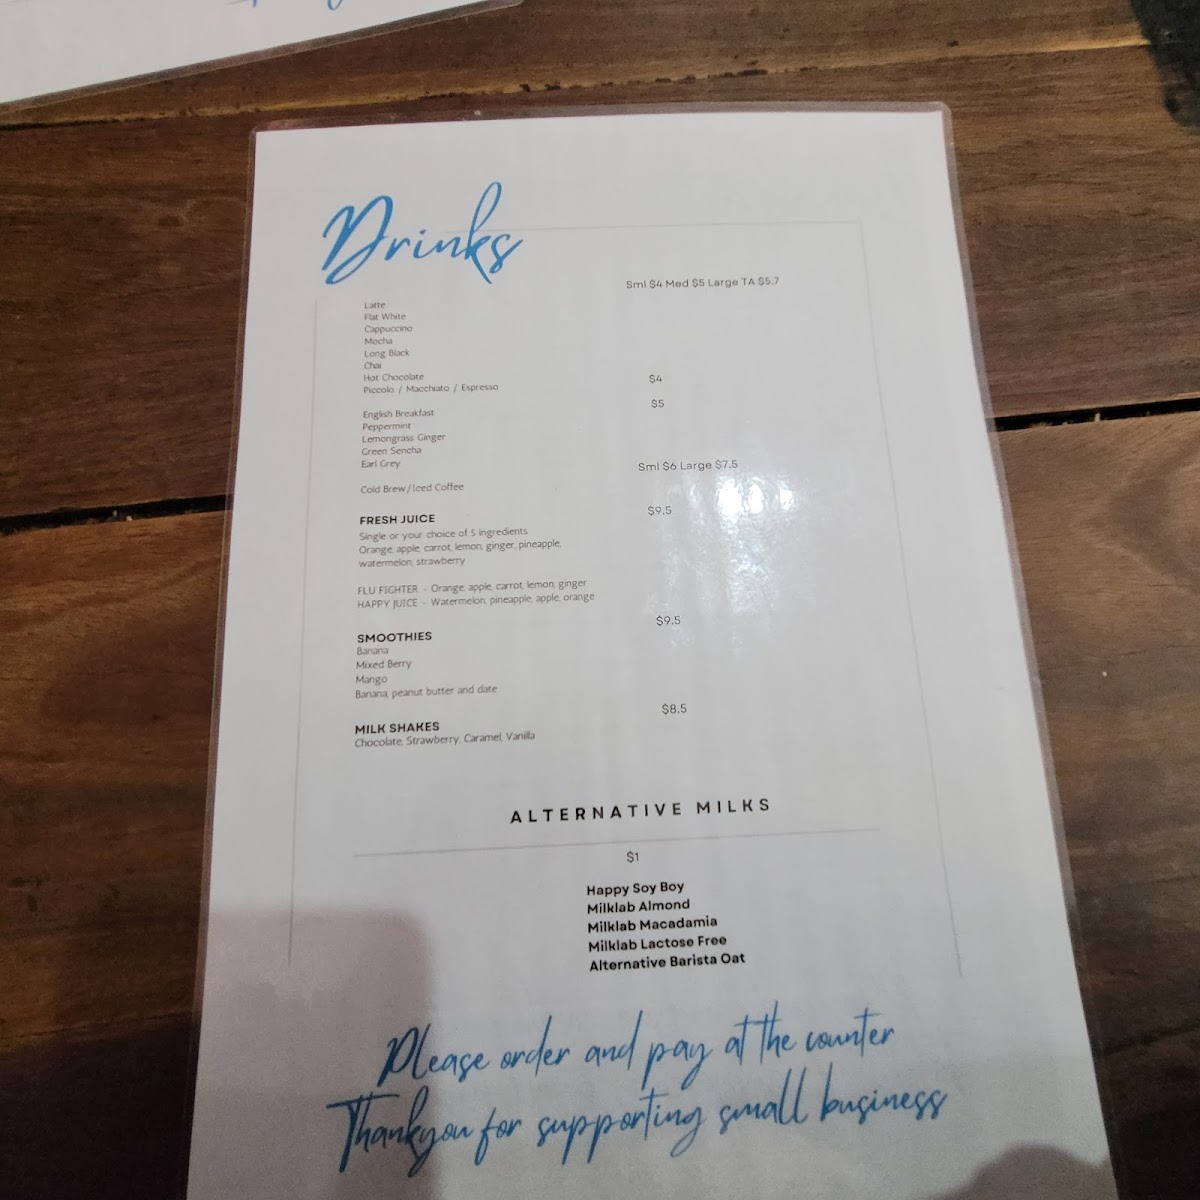 Drinks
Sml $4 Med $5 Large TA $5.7
Latte
Flat White
Cappuccino
Mocha
Long Black
Chai
Hot Chocolate
Piccolo / Macchiato / Espresso $4
English Breakfast $5
Peppermint
Lemongrass Ginger
Green Sencha
Earl Grey
Cold Brew/Iced Coffee Sml $6 Large $7.5
FRESH JUICE $9.5
Single or your choice of 5 ingredients
Orange, apple, carrot, lemon, ginger, pineapple,
watermelon, strawberry
FLU FIGHTER - Orange, apple, carrot, lemon, ginger
HAPPY JUICE - Watermelon, pineapple, apple, orange
SMOOTHIES $9.5
Banana
Mixed Berry
Mango
Banana, peanut butter and date
MILK SHAKES $8.5
Chocolate, Strawberry, Caramel, Vanilla
ALTERNATIVE MILKS
$1
Happy Soy Boy
Milklab Almond
Milklab Macadamia
Milklab Lactose Free
Alternative Barista Oat
Please order and pay at the counter
Thankyou for supporting small business